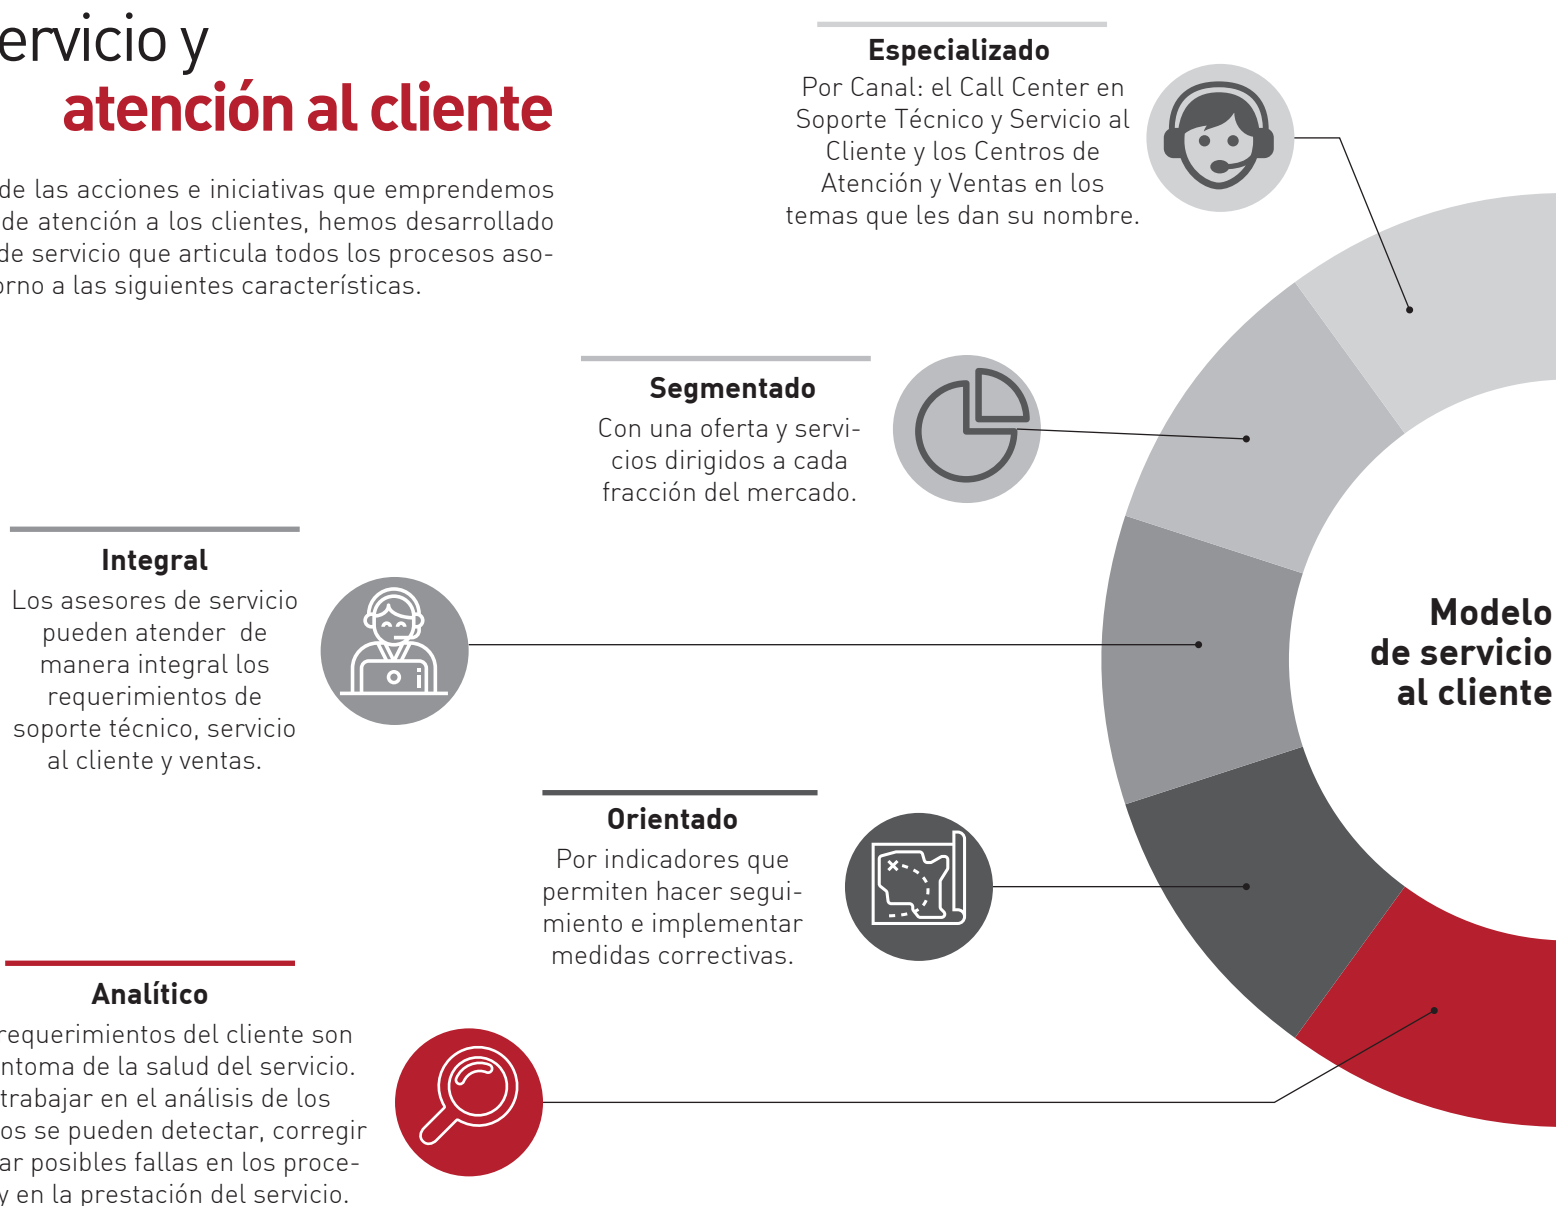 ervicio y
atención al cliente
de las acciones e iniciativas que emprendemos
de atención a los clientes, hemos desarrollado
de servicio que articula todos los procesos aso-
orno a las siguientes características.
Especializado
Por Canal: el Call Center en
Soporte Técnico y Servicio al
Cliente y los Centros de
Atención y Ventas en los
temas que les dan su nombre.
Segmentado
Con una oferta y servi-
cios dirigidos a cada
fracción del mercado.
Integral
Los asesores de servicio
pueden atender de
manera integral los
requerimientos de
soporte técnico, servicio
al cliente y ventas.
Modelo
de servicio
al cliente
Orientado
Por indicadores que
permiten hacer segui-
miento e implementar
medidas correctivas.
Analítico
requerimientos del cliente son
ntoma de la salud del servicio.
trabajar en el análisis de los
os se pueden detectar, corregir
ar posibles fallas en los proce-
y en la prestación del servicio.